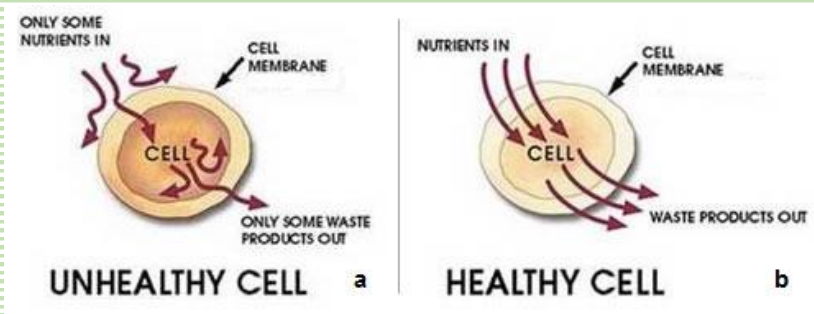 ONLY SOME
NUTRIENTS IN
CELL
MEMBRANE
CELL
ONLY SOME WASTE
PRODUCTS OUT
UNHEALTHY CELL
a
NUTRIENTS IN
CELL
MEMBRANE
CELL
WASTE PRODUCTS OUT
HEALTHY CELL
b